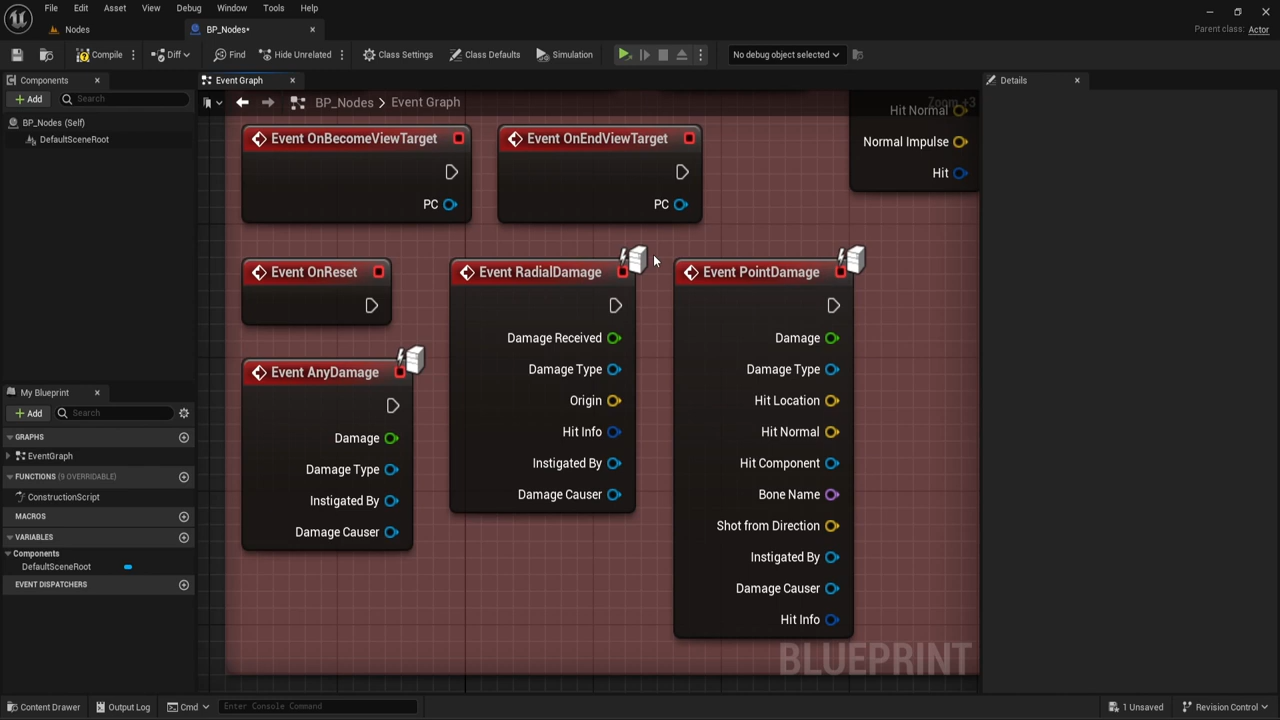 File Edit Asset View Debug Window Tools Help
Nodes
BP_Nodes*
Parent class: Actor
Compile
Diff
Find
Hide Unrelated
Class Settings
Class Defaults
Simulation
No debug object selected
Components
Add
Search
BP_Nodes (Self)
DefaultSceneRoot
My Blueprint
Add
Search
GRAPHS
EventGraph
FUNCTIONS (9 OVERRIDABLE)
ConstructionScript
MACROS
VARIABLES
Components
DefaultSceneRoot
EVENT DISPATCHERS
Event Graph
BP_Nodes > Event Graph
Zoom +3
Hit Normal
Normal Impulse
Hit
Event OnBecomeViewTarget
PC
Event OnEndViewTarget
PC
Event OnReset
Event AnyDamage
Damage
Damage Type
Instigated By
Damage Causer
Event RadialDamage
Damage Received
Damage Type
Origin
Hit Info
Instigated By
Damage Causer
Event PointDamage
Damage
Damage Type
Hit Location
Hit Normal
Hit Component
Bone Name
Shot from Direction
Instigated By
Damage Causer
Hit Info
BLUEPRINT
Details
Content Drawer
Output Log
Cmd
Enter Console Command
1 Unsaved
Revision Control